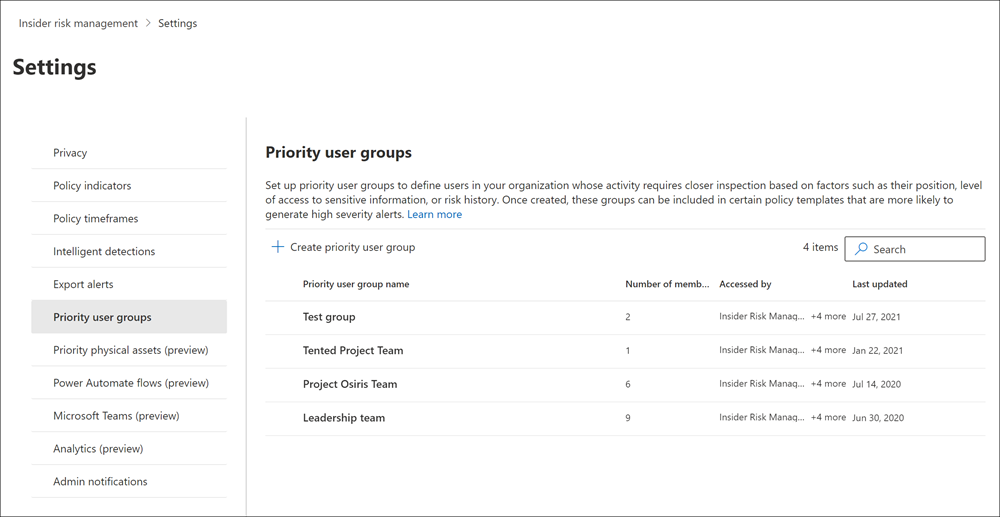 Insider risk management > Settings
Settings
Privacy
Policy indicators
Policy timeframes
Intelligent detections
Export alerts
Priority user groups
Priority physical assets (preview)
Power Automate flows (preview)
Microsoft Teams (preview)
Analytics (preview)
Admin notifications
Priority user groups
Set up priority user groups to define users in your organization whose activity requires closer inspection based on factors such as their position, level
of access to sensitive information, or risk history. Once created, these groups can be included in certain policy templates that are more likely to
generate high severity alerts. Learn more
+ Create priority user group 4 items Search
Priority user group name Number of memb... Accessed by Last updated
Test group 2 Insider Risk Manag... +4 more Jul 27, 2021
Tented Project Team 1 Insider Risk Manag... +4 more Jan 22, 2021
Project Osiris Team 6 Insider Risk Manag... +4 more Jul 14, 2020
Leadership team 9 Insider Risk Manag... +4 more Jun 30, 2020